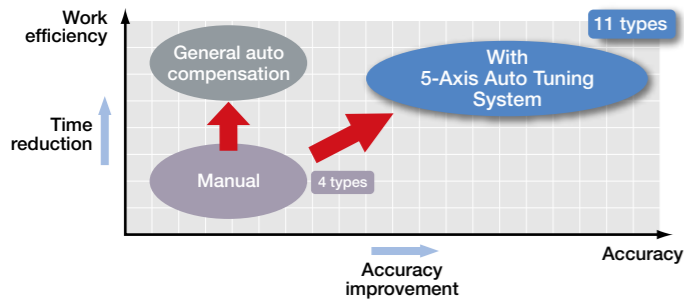 Work
efficiency
11 types
General auto
compensation
With
5-Axis Auto Tuning
System
Time
reduction
Manual
4 types
Accuracy
Accuracy
improvement